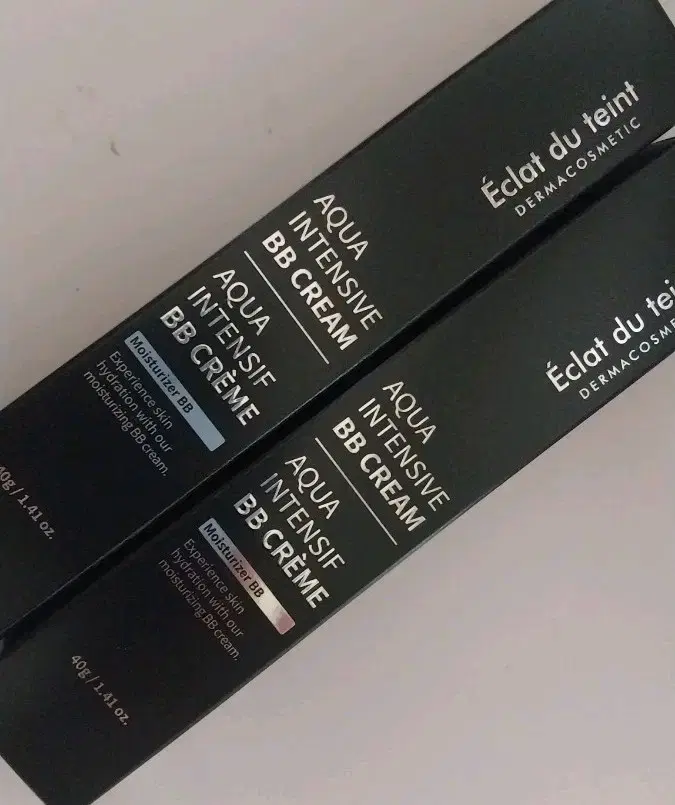 Éclat du teint
DERMACOSMETIC
AQUA
INTENSIVE
BB CREAM
AQUA
INTENSIF
BB CRÈME
Moisturizer BB
Experience skin
hydration with our
moisturizing BB cream.
40g / 1.41 oz.
Éclat du tei
DERMACOSME
AQUA
INTENSIVE
BB CREAM
AQUA
INTENSIF
BB CRÈME
Moisturizer BB
Experience skin
hydration with our
moisturizing BB cream.
40g / 1.41 oz.